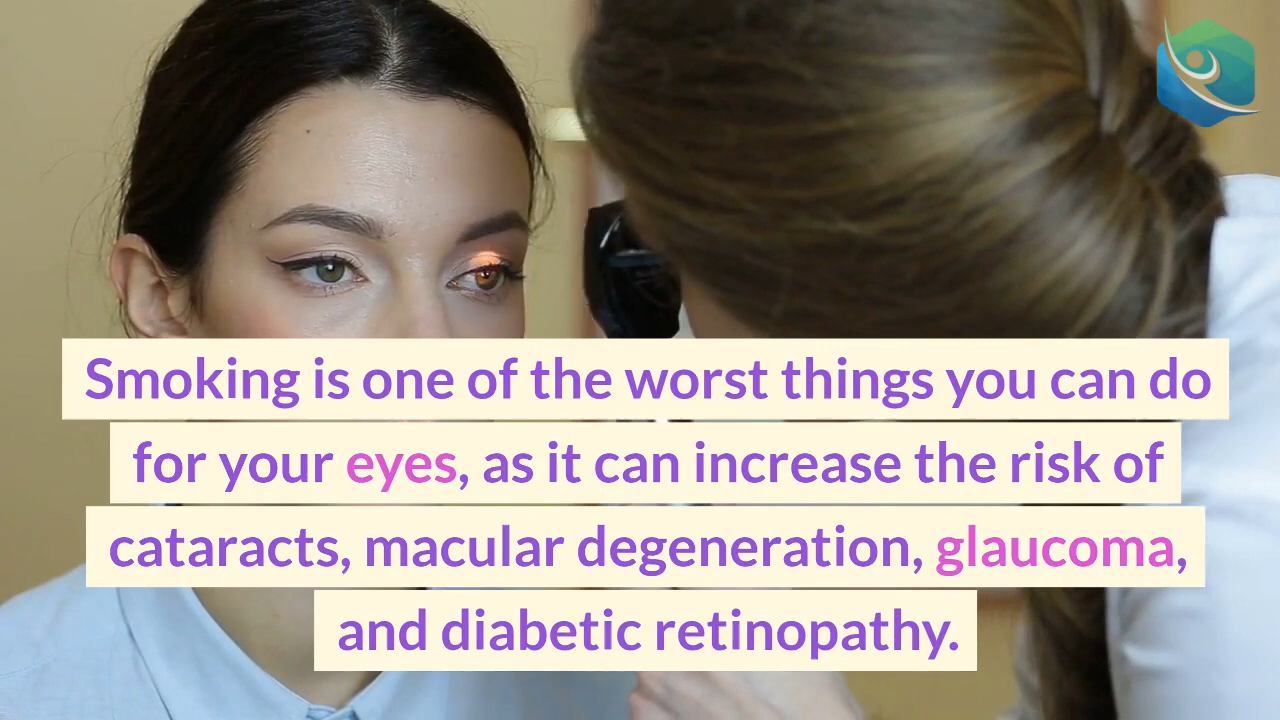 Smoking is one of the worst things you can do
for your eyes, as it can increase the risk of
cataracts, macular degeneration, glaucoma,
and diabetic retinopathy.